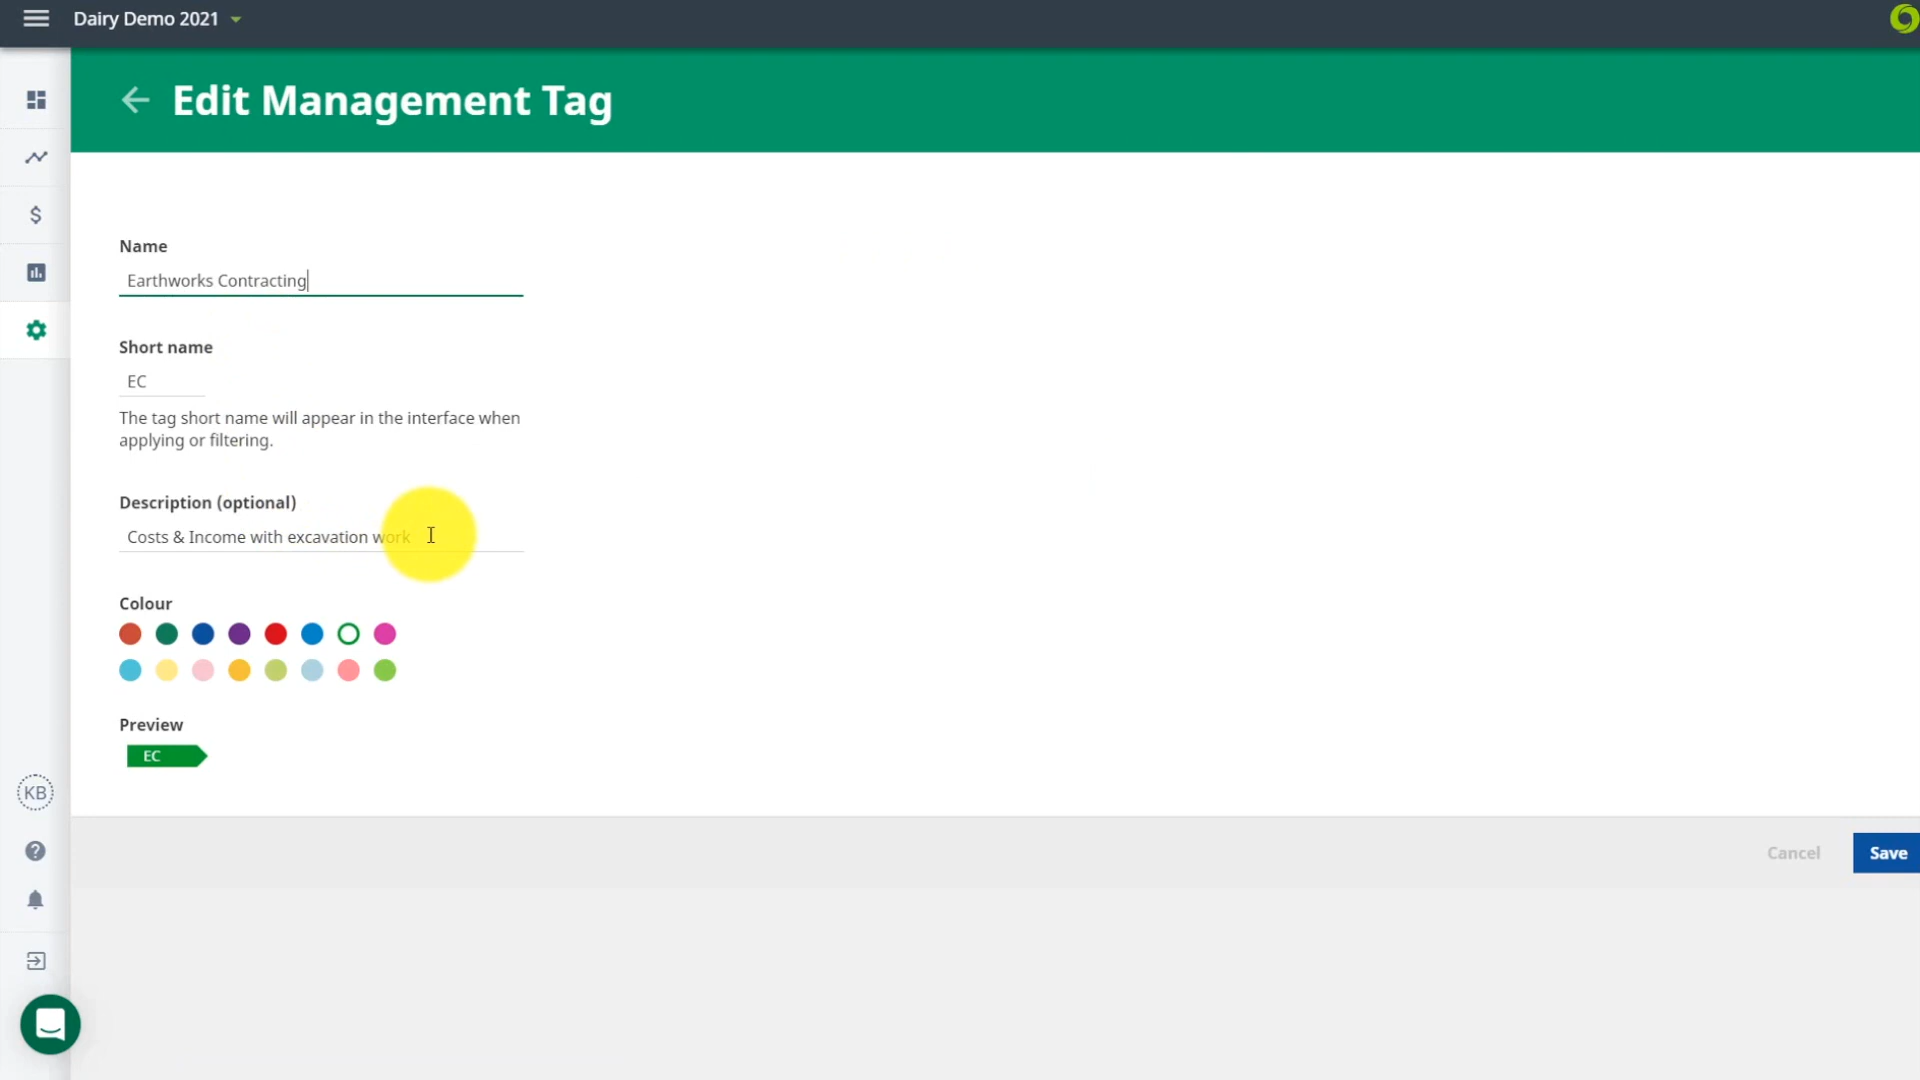 Dairy Demo 2021
Edit Management Tag
Name
Earthworks Contracting
Short name
EC
The tag short name will appear in the interface when
applying or filtering.
Description (optional)
Costs & Income with excavation work
Colour
Preview
EC
KB
Cancel
Save